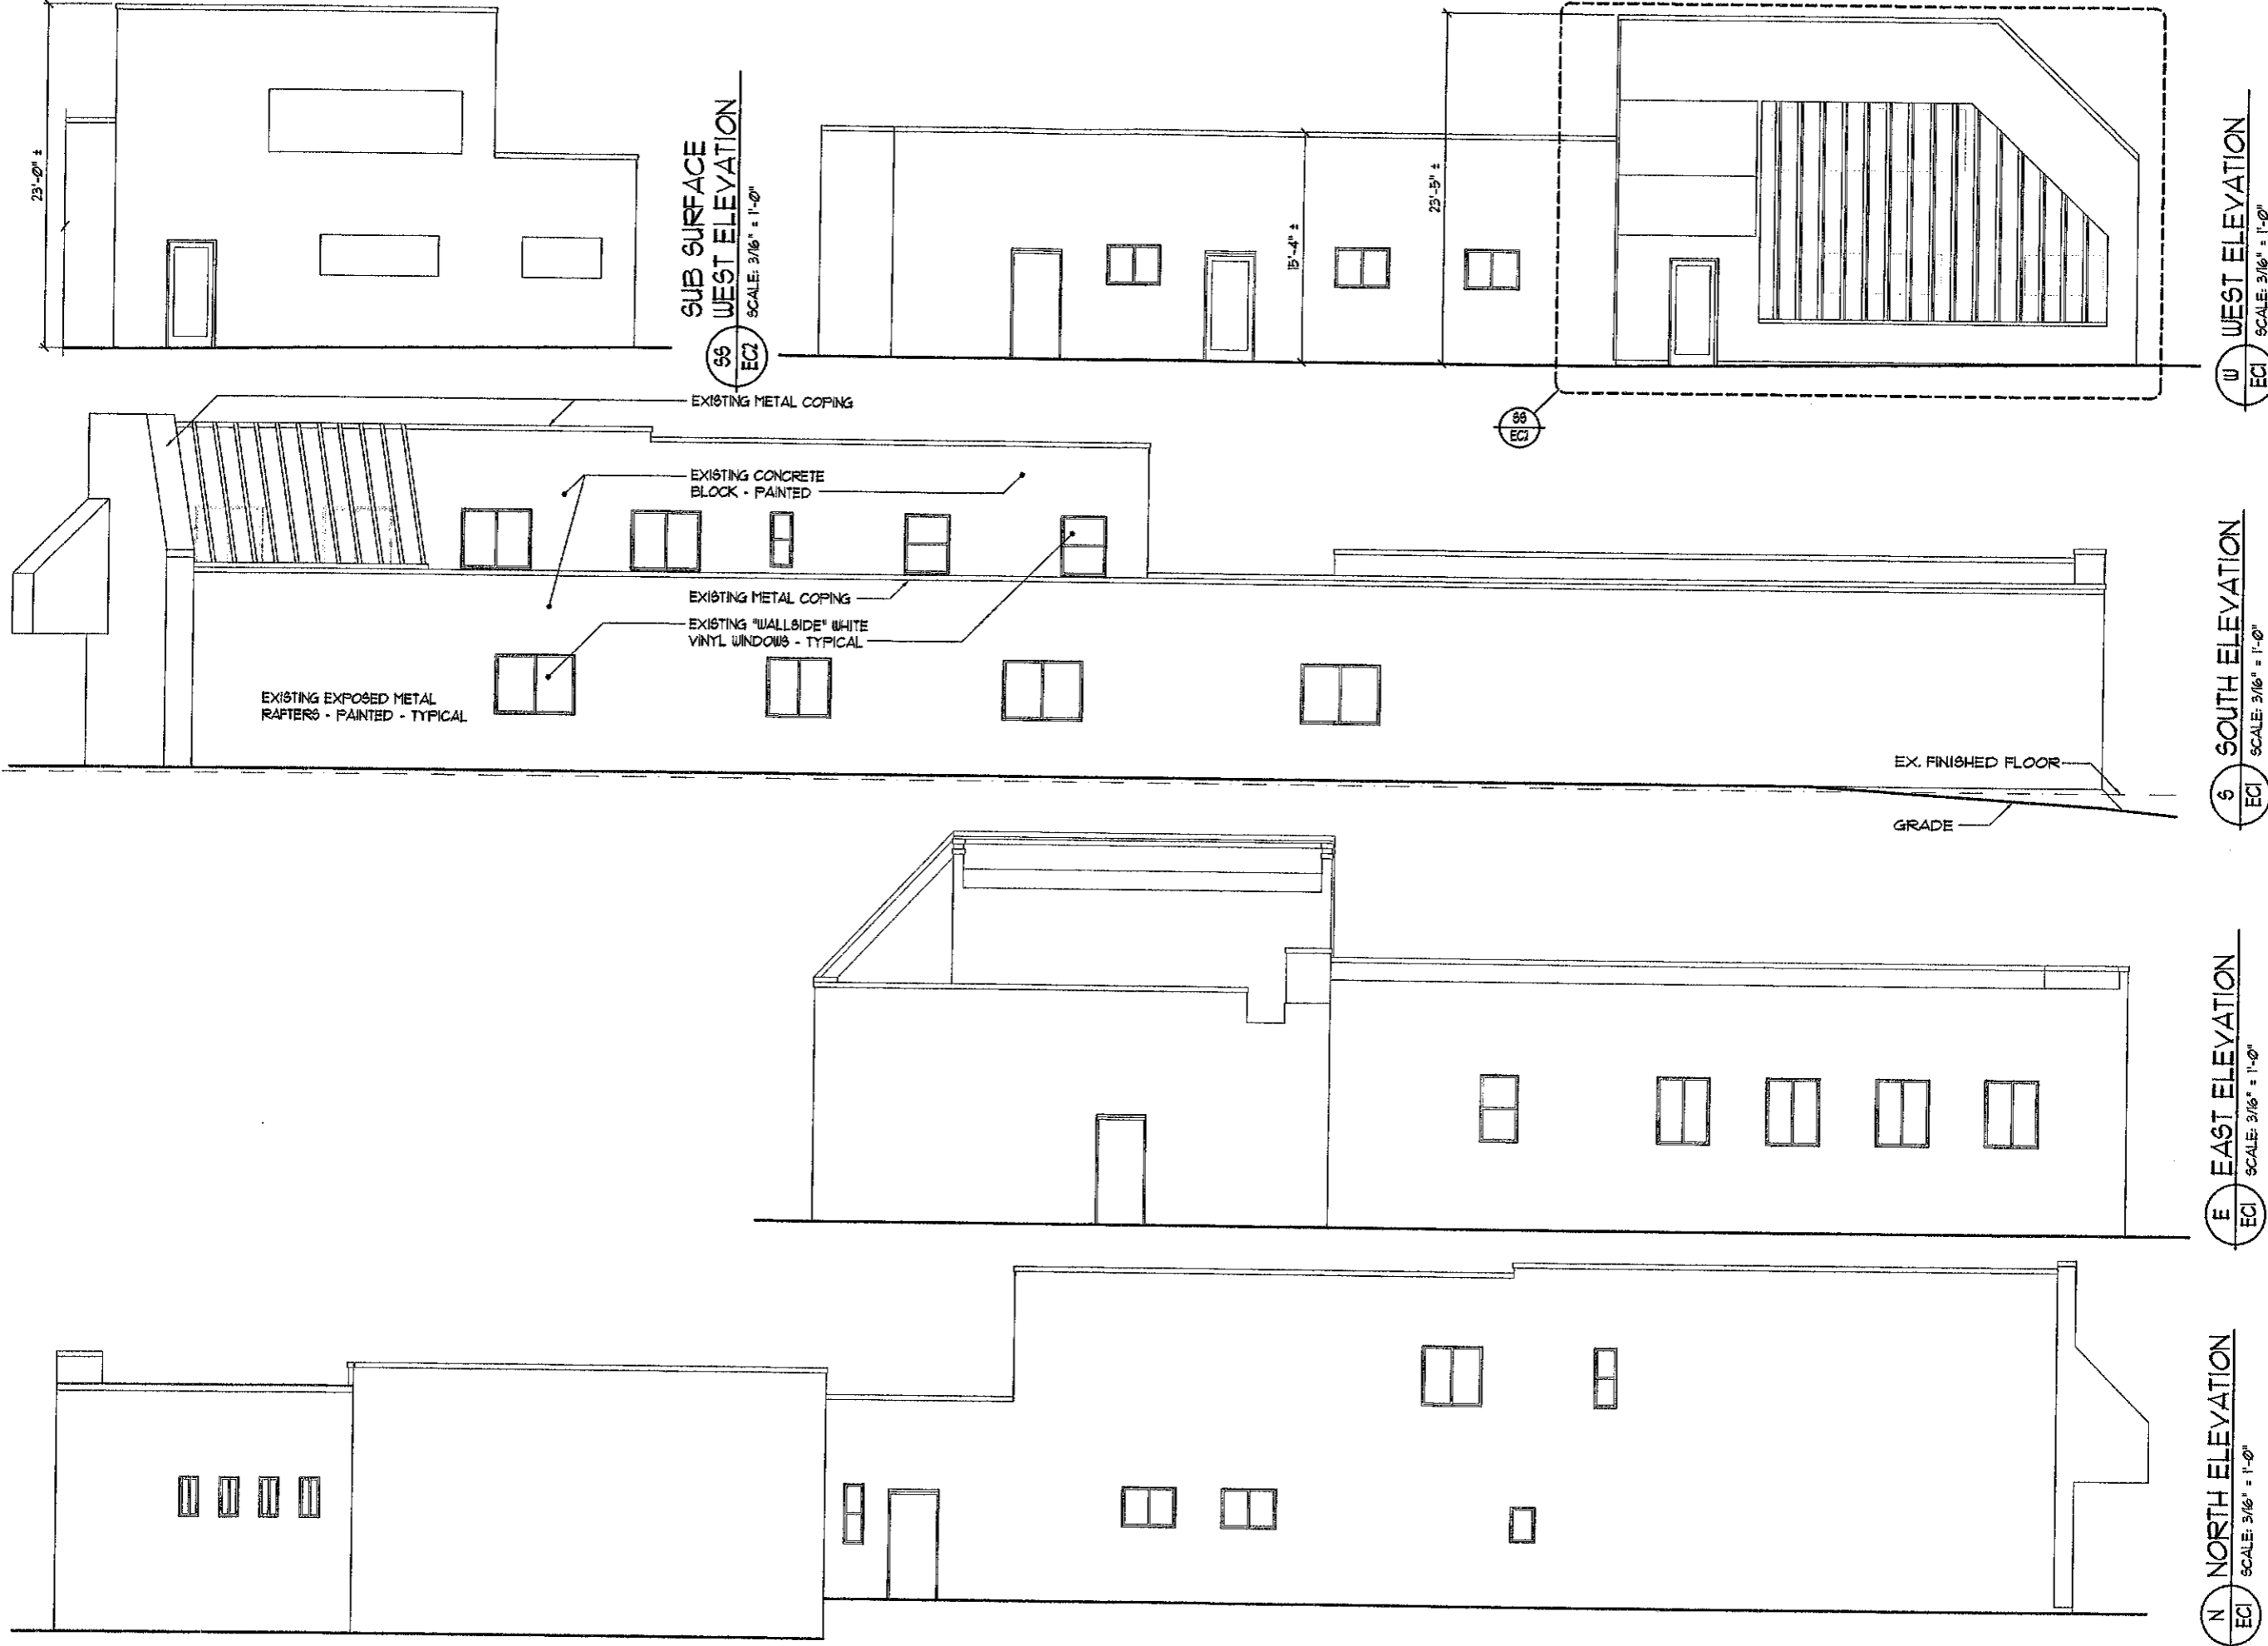 23'-0" ±
SUB SURFACE
WEST ELEVATION
SCALE: 3/16" = 1'-0"
SS
EC2
15'-4" ±
23'-5" ±
SS
EC2
WEST ELEVATION
SCALE: 3/16" = 1'-0"
W
EC1
EXISTING METAL COPING
EXISTING CONCRETE
BLOCK - PAINTED
EXISTING METAL COPING
EXISTING "WALLSIDE" WHITE
VINYL WINDOWS - TYPICAL
EXISTING EXPOSED METAL
RAFTERS - PAINTED - TYPICAL
EX. FINISHED FLOOR
GRADE
SOUTH ELEVATION
SCALE: 3/16" = 1'-0"
S
EC1
EAST ELEVATION
SCALE: 3/16" = 1'-0"
E
EC1
NORTH ELEVATION
SCALE: 3/16" = 1'-0"
N
EC1